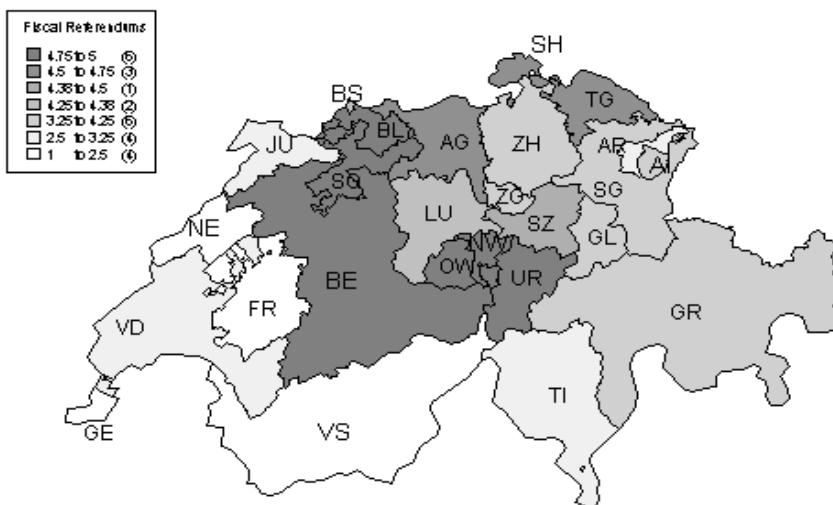 Fiscal Referendums
4.75 to 5
4.5 to 4.75 3
4.38 to 4.5 1
4.25 to 4.38 2
3.25 to 4.25
2.5 to 3.25 4
1 to 2.5 4
SH
BS
TG
BL
AG
JU
ZH
AR
AI
SO
ZG
SG
LU
NE
SZ
GL
NW
OW
UR
BE
FR
GR
VD
TI
GE
VS